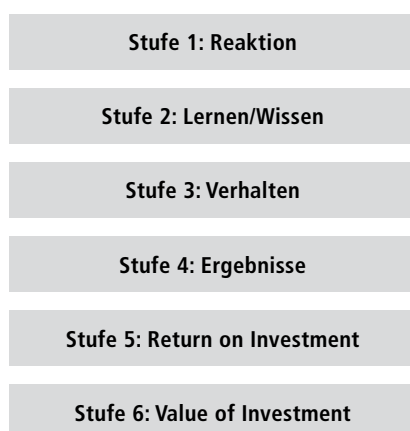 Stufe 1: Reaktion
Stufe 2: Lernen/Wissen
Stufe 3: Verhalten
Stufe 4: Ergebnisse
Stufe 5: Return on Investment
Stufe 6: Value of Investment